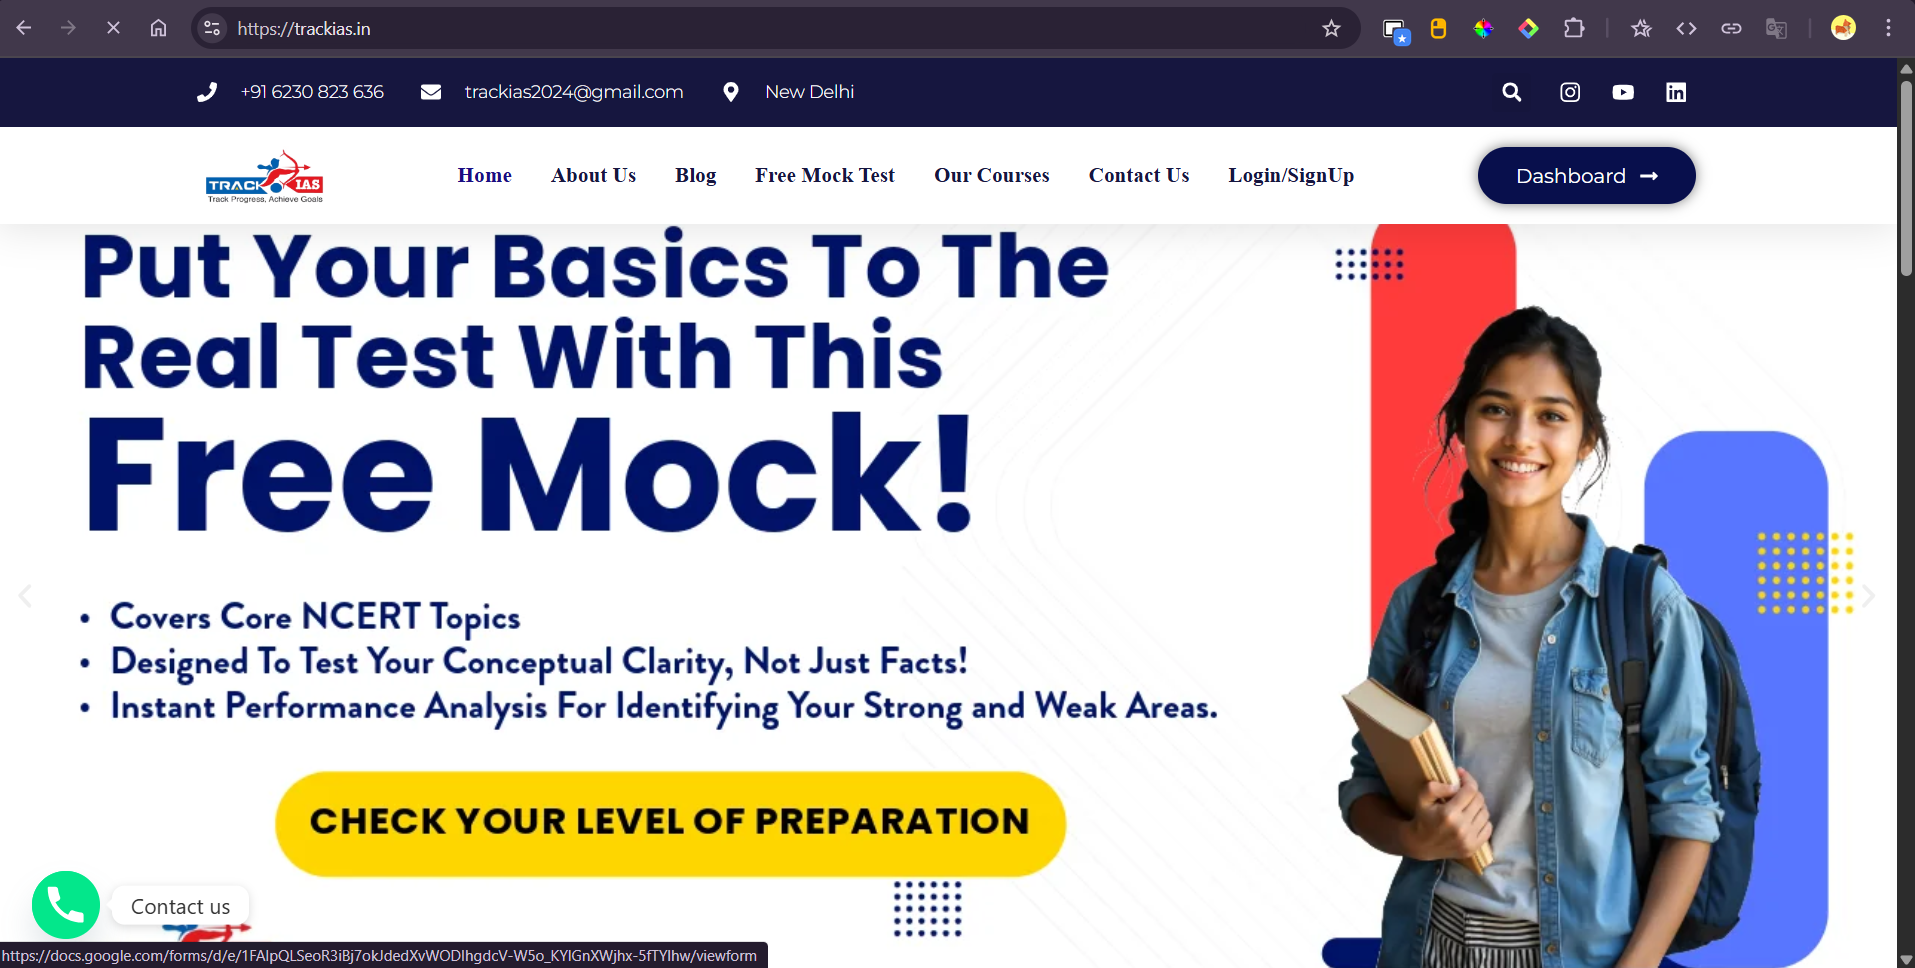 https://trackias.in
+91 6230 823 636
trackias2024@gmail.com
New Delhi
TRACK IAS
Track Progress, Achieve Goals
Home
About Us
Blog
Free Mock Test
Our Courses
Contact Us
Login/SignUp
Dashboard
Put Your Basics To The
Real Test With This
Free Mock!
• Covers Core NCERT Topics
• Designed To Test Your Conceptual Clarity, Not Just Facts!
• Instant Performance Analysis For Identifying Your Strong and Weak Areas.
CHECK YOUR LEVEL OF PREPARATION
Contact us
https://docs.google.com/forms/d/e/1FAIpQLSeoR3iBj7okJdedXvWODIhgdcV-W5o_KYIGnXWjhx-5fTYIhw/viewform